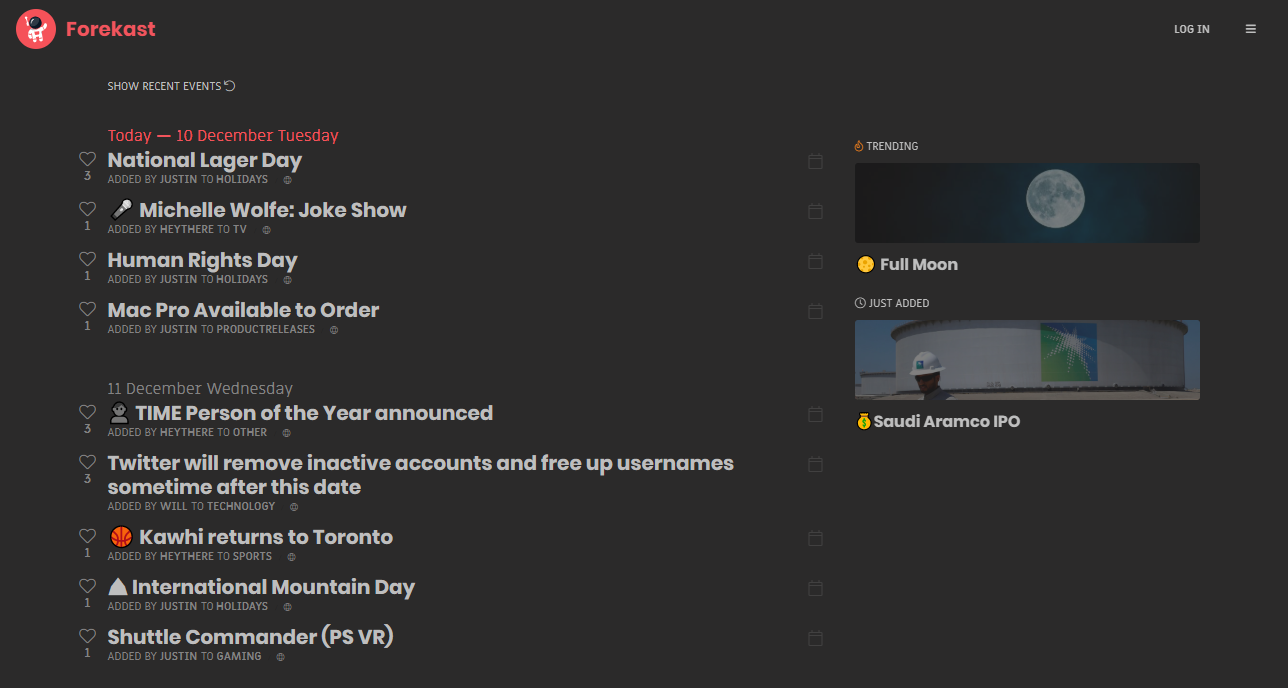 Forekast
LOG IN
SHOW RECENT EVENTS
Today — 10 December Tuesday
National Lager Day
3
ADDED BY JUSTIN TO HOLIDAYS
🎤 Michelle Wolfe: Joke Show
1
ADDED BY HEYTHERE TO TV
Human Rights Day
1
ADDED BY JUSTIN TO HOLIDAYS
Mac Pro Available to Order
1
ADDED BY JUSTIN TO PRODUCTRELEASES
11 December Wednesday
TIME Person of the Year announced
3
ADDED BY HEYTHERE TO OTHER
Twitter will remove inactive accounts and free up usernames
3
sometime after this date
ADDED BY WILL TO TECHNOLOGY
🏀 Kawhi returns to Toronto
1
ADDED BY HEYTHERE TO SPORTS
International Mountain Day
1
ADDED BY JUSTIN TO HOLIDAYS
Shuttle Commander (PS VR)
1
ADDED BY JUSTIN TO GAMING
TRENDING
🌕 Full Moon
JUST ADDED
💰Saudi Aramco IPO